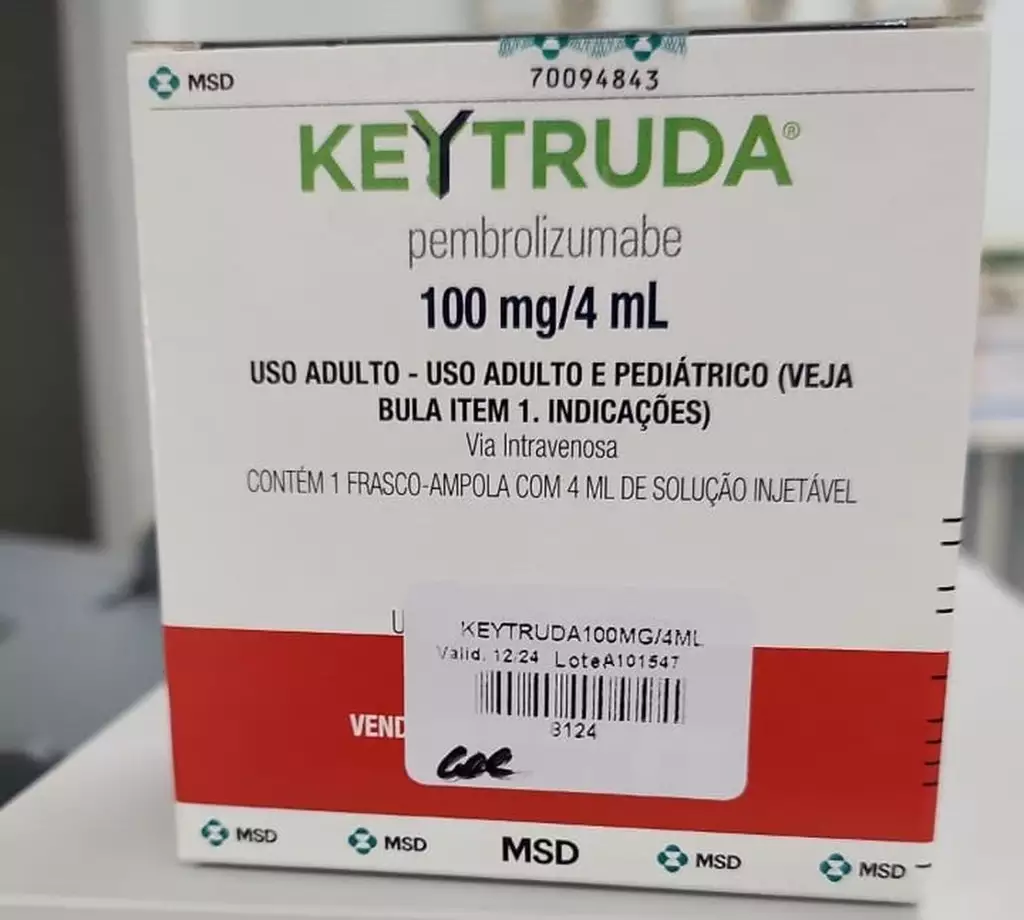 MSD
70094843
KEYTRUDA®
pembrolizumabe
100 mg/4 mL
USO ADULTO - USO ADULTO E PEDIÁTRICO (VEJA
BULA ITEM 1. INDICAÇÕES)
Via Intravenosa
CONTÉM 1 FRASCO-AMPOLA COM 4 ML DE SOLUÇÃO INJETÁVEL
KEYTRUDA100MG/4ML
Valid. 12/24 LoteA101547
VEND
MSD MSD MSD MSD MSD